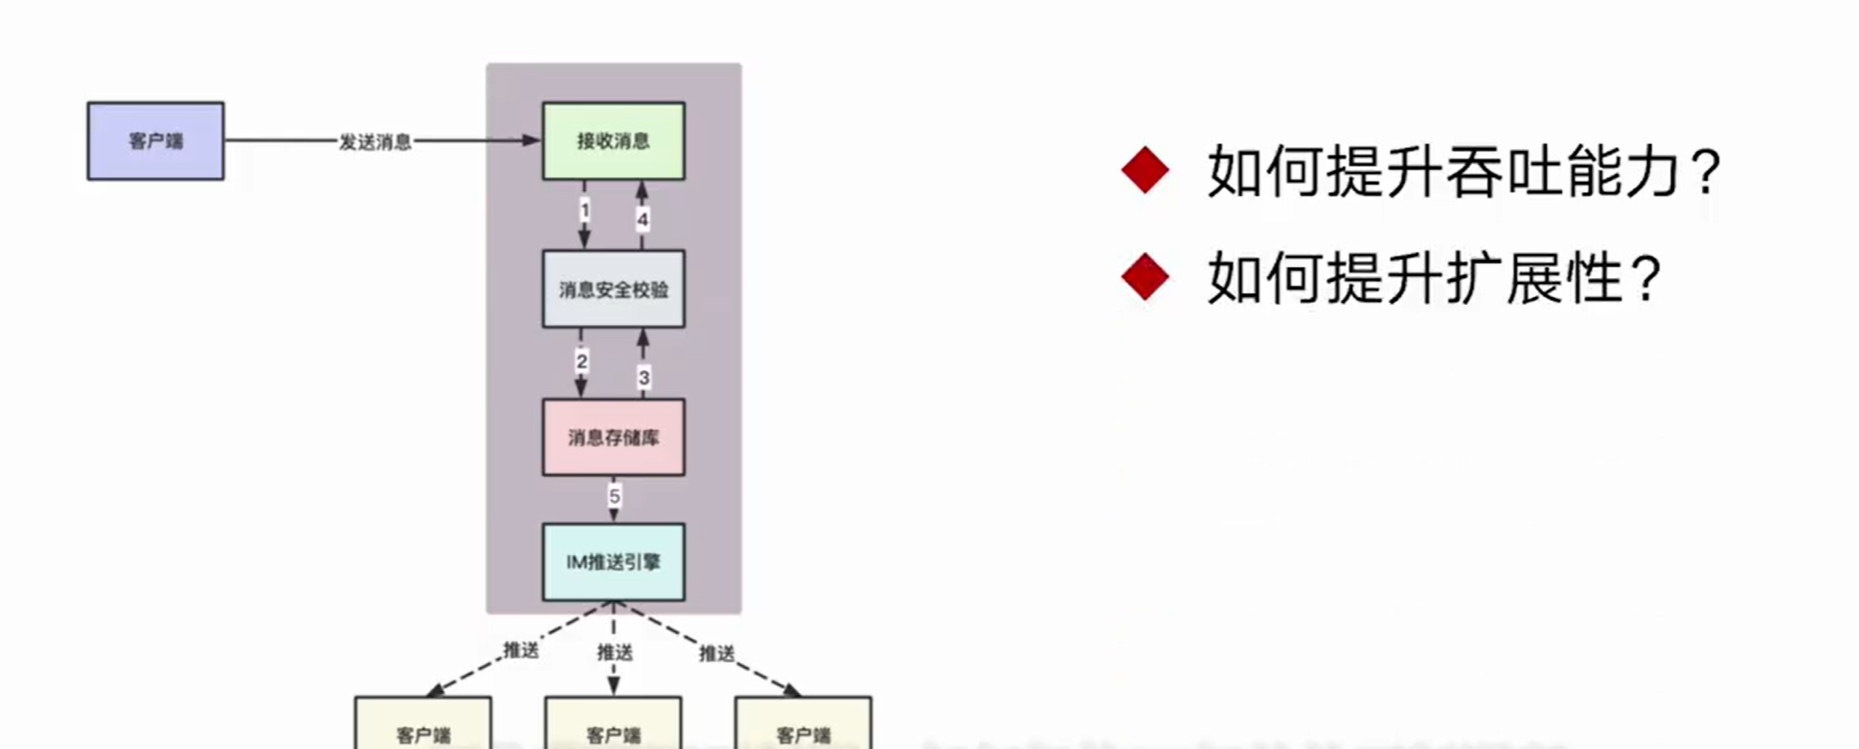 客户端
发送消息
接收消息
1
4
消息安全校验
2
3
消息存储库
5
IM推送引擎
推送
推送
推送
客户端
客户端
客户端
如何提升吞吐能力？
如何提升扩展性？